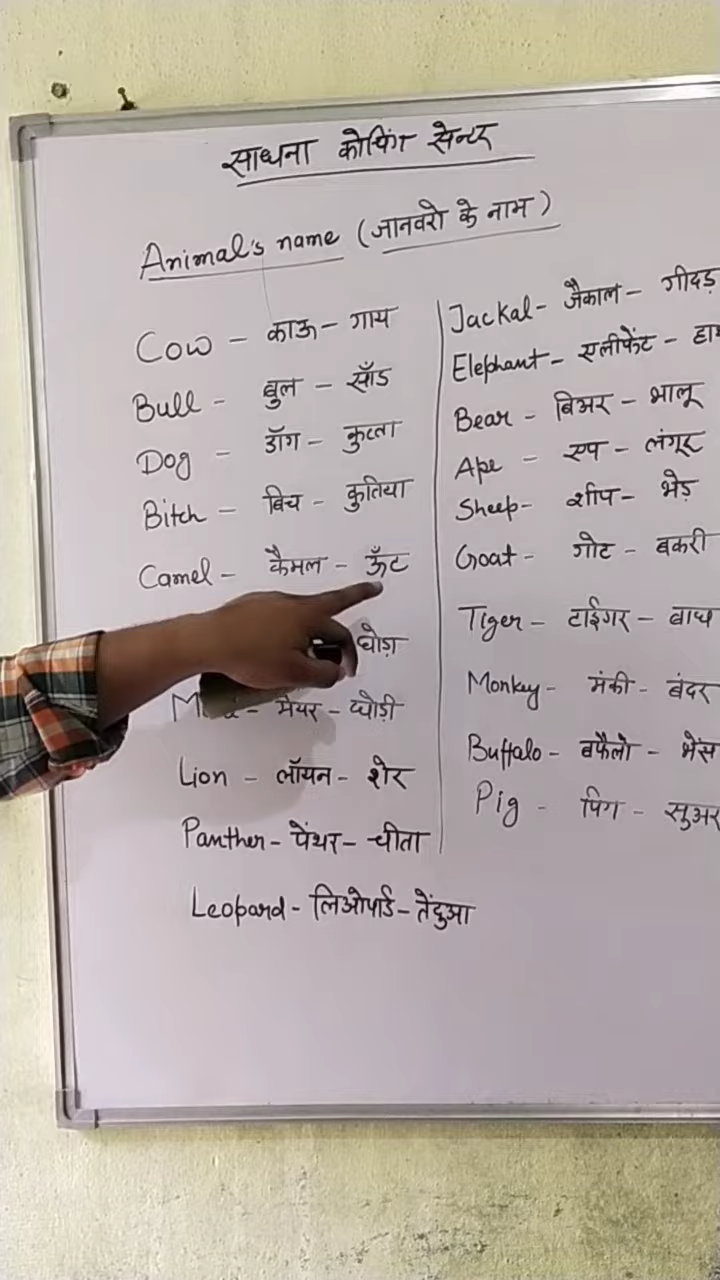 साधना कोचिंग सेन्टर
Animal's name (जानवरो के नाम)
Cow - काऊ - गाय
Bull - बुल - साँड
Dog - डॉग - कुत्ता
Bitch - बिच - कुतिया
Camel - कैमल - ऊँट
घोड़ा
मेयर - घोड़ी
Lion - लॉयन - शेर
Panther - पेंथर - चीता
Leopard - लिओपार्ड - तेंदुआ
Jackal - जैकाल - गीदड़
Elephant - एलीफेंट -
Bear - बिअर - भालू
Ape - एप - लंगूर
Sheep - शीप - भेड़
Goat - गोट - बकरी
Tiger - टाईगर - बाघ
Monkey - मंकी - बंदर
Buffalo - बफैलो - भेंस
Pig - पिग - सुअर